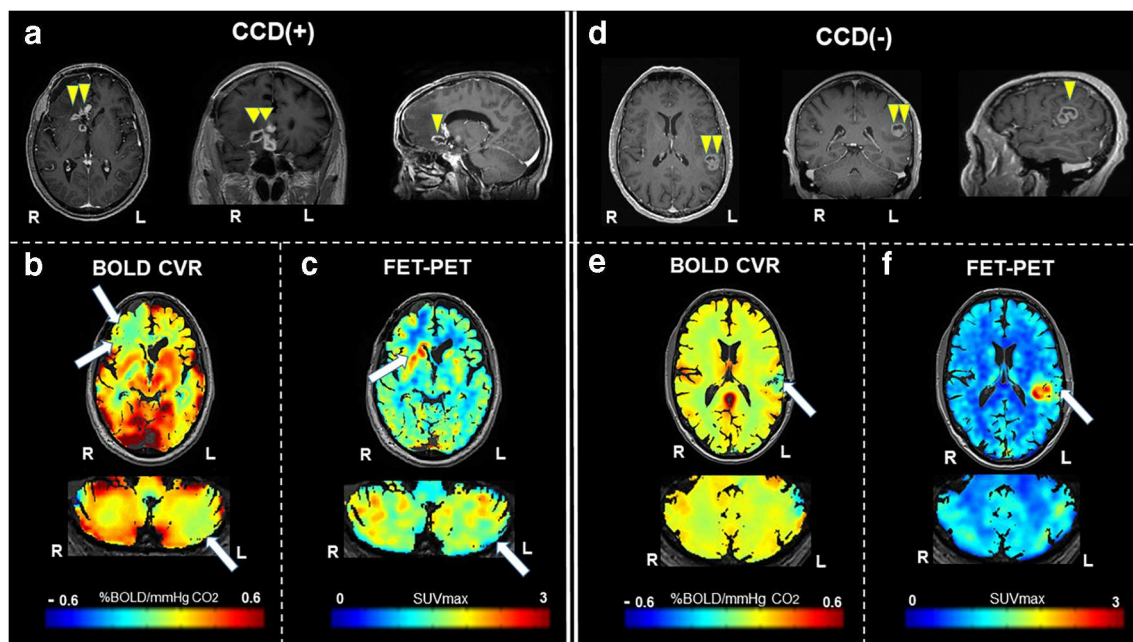 a
CCD(+)
R
L
R
L
b
BOLD CVR
R
L
R
L
- 0.6
%BOLD/mmHg CO2
0.6
c
FET-PET
R
L
R
L
0
SUVmax
3
d
CCD(-)
R
L
R
L
e
BOLD CVR
R
L
R
L
- 0.6
%BOLD/mmHg CO2
0.6
f
FET-PET
R
L
R
L
0
SUVmax
3